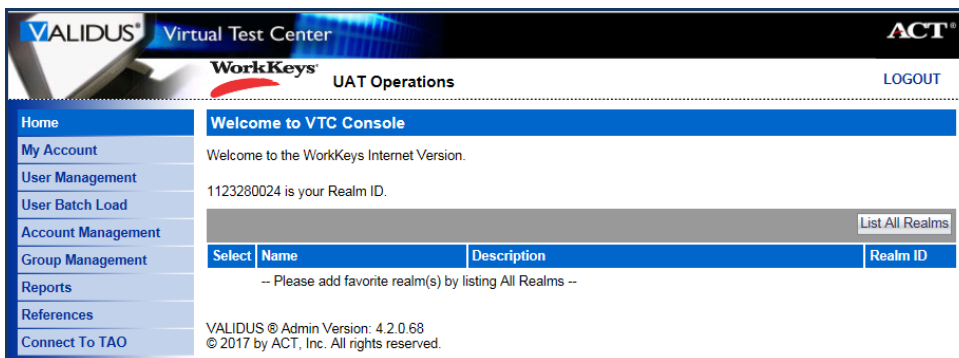 VALIDUS® Virtual Test Center
ACT®
WorkKeys®
UAT Operations
LOGOUT
Home
My Account
User Management
User Batch Load
Account Management
Group Management
Reports
References
Connect To TAO
Welcome to VTC Console
Welcome to the WorkKeys Internet Version.
1123280024 is your Realm ID.
List All Realms
Select Name Description Realm ID
-- Please add favorite realm(s) by listing All Realms --
VALIDUS ® Admin Version: 4.2.0.68
© 2017 by ACT, Inc. All rights reserved.